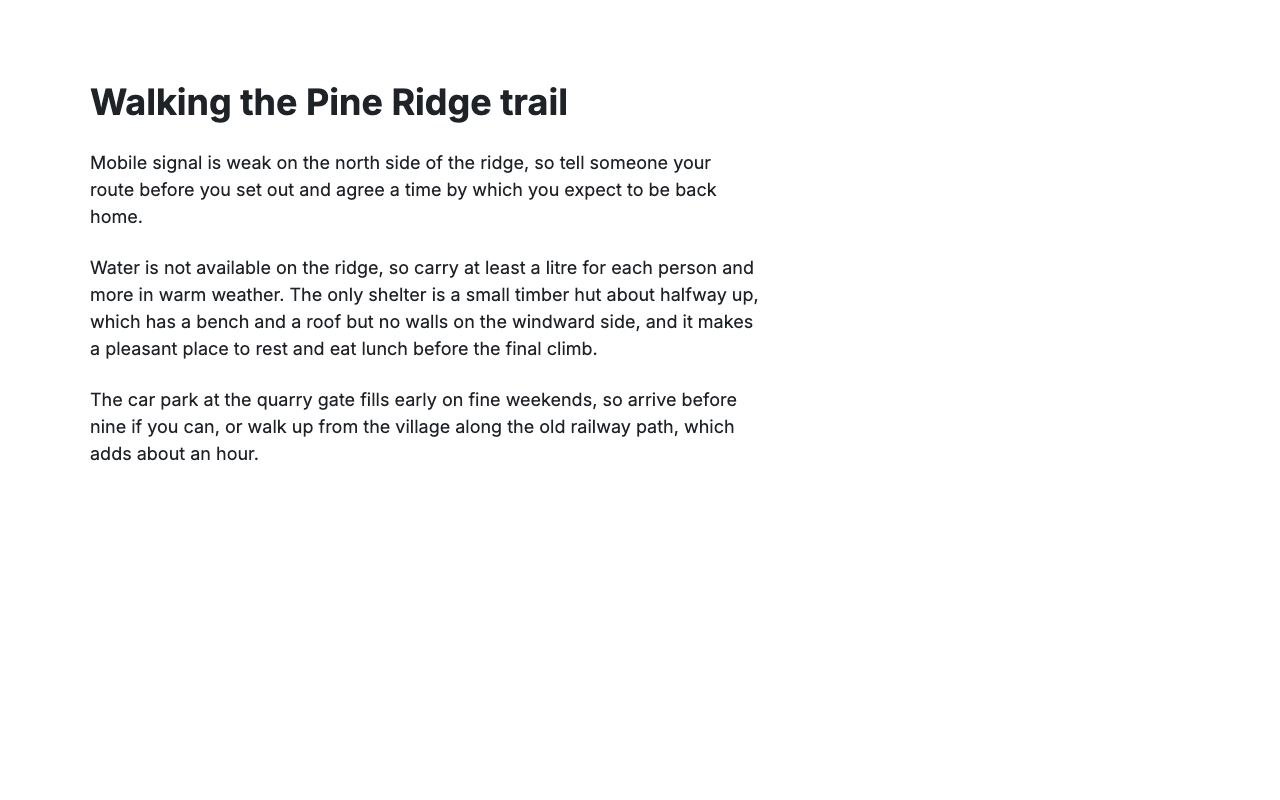 Walking the Pine Ridge trail
Mobile signal is weak on the north side of the ridge, so tell someone your
route before you set out and agree a time by which you expect to be back
home.
Water is not available on the ridge, so carry at least a litre for each person and
more in warm weather. The only shelter is a small timber hut about halfway up,
which has a bench and a roof but no walls on the windward side, and it makes
a pleasant place to rest and eat lunch before the final climb.
The car park at the quarry gate fills early on fine weekends, so arrive before
nine if you can, or walk up from the village along the old railway path, which
adds about an hour.